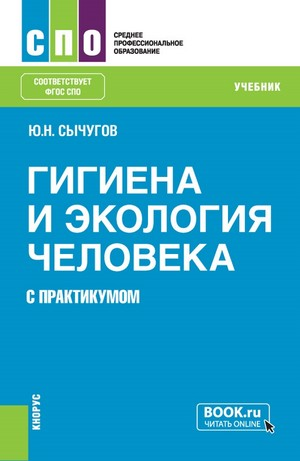 СПО
СРЕДНЕЕ
ПРОФЕССИОНАЛЬНОЕ
ОБРАЗОВАНИЕ
СООТВЕТСТВУЕТ
ФГОС СПО
УЧЕБНИК
Ю.Н. СЫЧУГОВ
ГИГИЕНА
И ЭКОЛОГИЯ
ЧЕЛОВЕКА
С ПРАКТИКУМОМ
КНОРУС
BOOK.ru
ЧИТАТЬ ONLINE